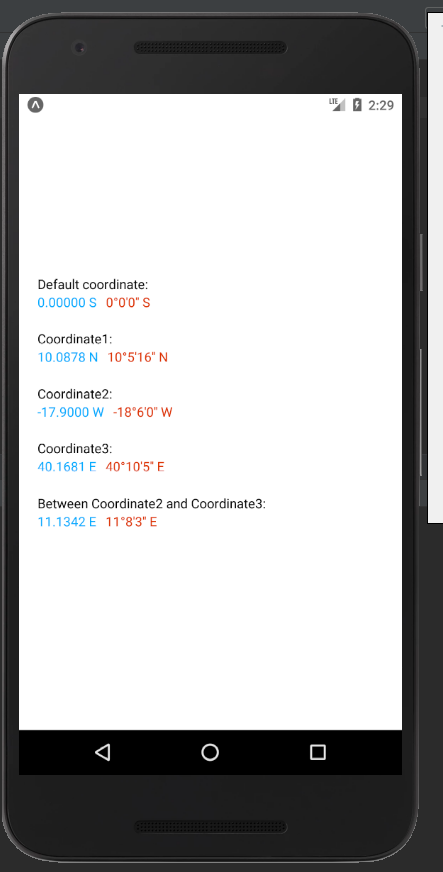 LTE 2:29
Default coordinate:
0.00000 S 0°0'0" S
Coordinate1:
10.0878 N 10°5'16" N
Coordinate2:
-17.9000 W -18°6'0" W
Coordinate3:
40.1681 E 40°10'5" E
Between Coordinate2 and Coordinate3:
11.1342 E 11°8'3" E